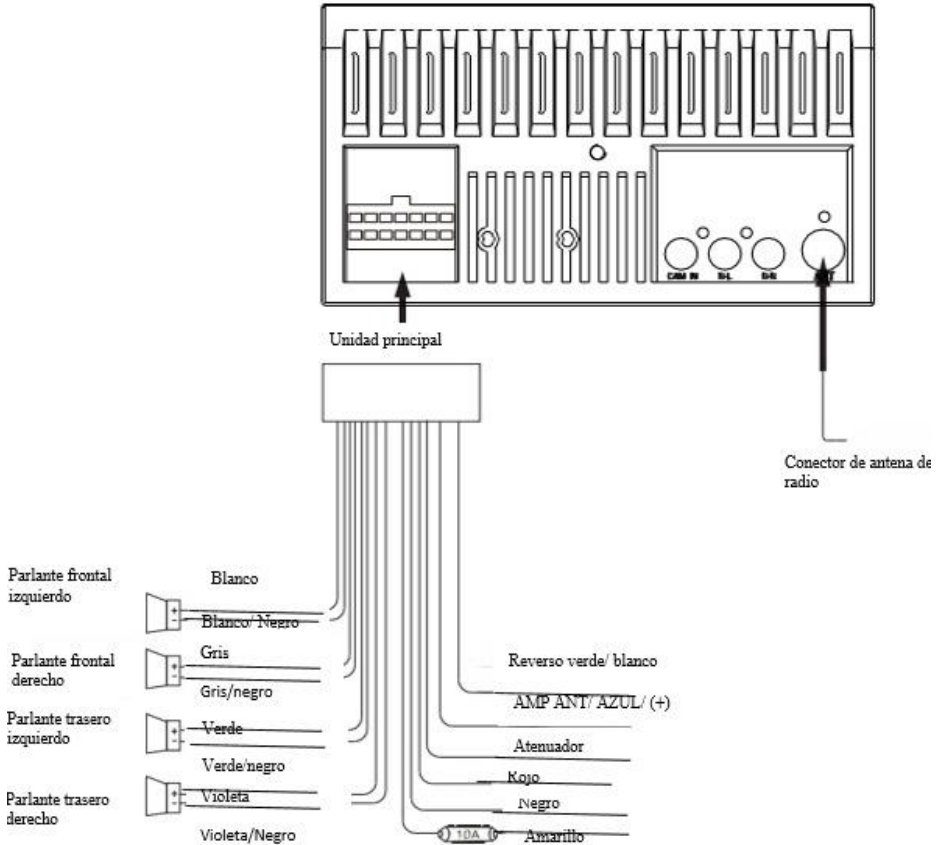 CAM IN
Unidad principal
Conector de antena de
radio
Parlante frontal
izquierdo
Blanco
+
-
Blanco/ Negro
Parlante frontal
derecho
Gris
+
-
Gris/negro
Parlante trasero
izquierdo
Verde
+
-
Verde/negro
Parlante trasero
derecho
Violeta
+
-
Violeta/Negro
Reverso verde/ blanco
AMP ANT/ AZUL/ (+)
Atenuador
Rojo
Negro
10A
Amarillo